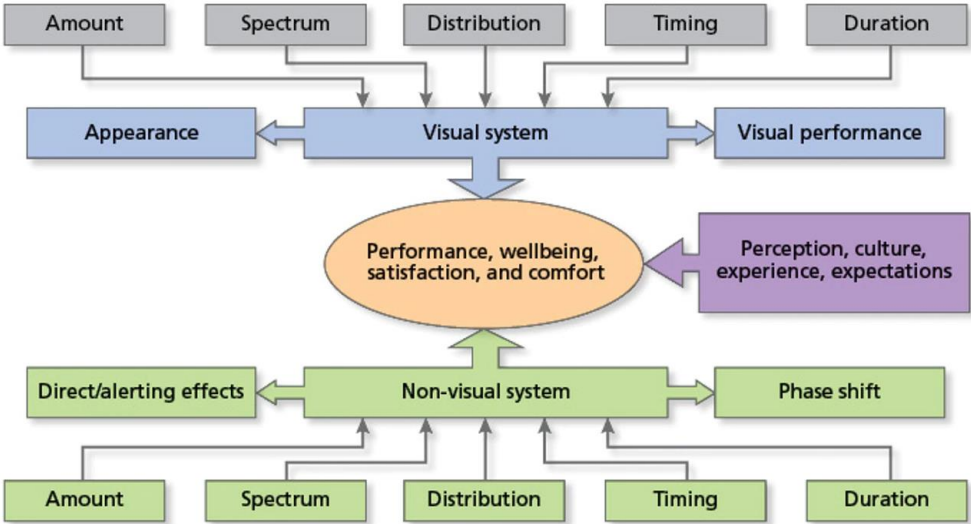 Amount
Spectrum
Distribution
Timing
Duration
Appearance
Visual system
Visual performance
Performance, wellbeing,
satisfaction, and comfort
Perception, culture,
experience, expectations
Direct/alerting effects
Non-visual system
Phase shift
Amount
Spectrum
Distribution
Timing
Duration